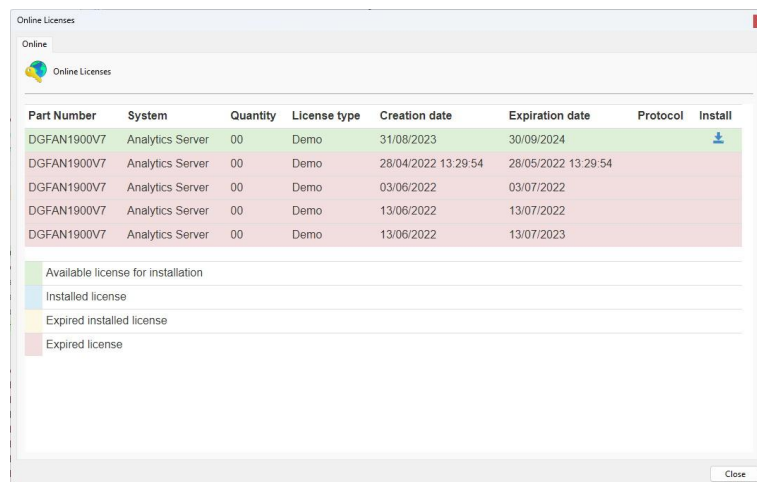 Online Licenses
Online
Online Licenses
Part Number System Quantity License type Creation date Expiration date Protocol Install
DGFAN1900V7 Analytics Server 00 Demo 31/08/2023 30/09/2024
DGFAN1900V7 Analytics Server 00 Demo 28/04/2022 13:29:54 28/05/2022 13:29:54
DGFAN1900V7 Analytics Server 00 Demo 03/06/2022 03/07/2022
DGFAN1900V7 Analytics Server 00 Demo 13/06/2022 13/07/2022
DGFAN1900V7 Analytics Server 00 Demo 13/06/2022 13/07/2023
Available license for installation
Installed license
Expired installed license
Expired license
Close